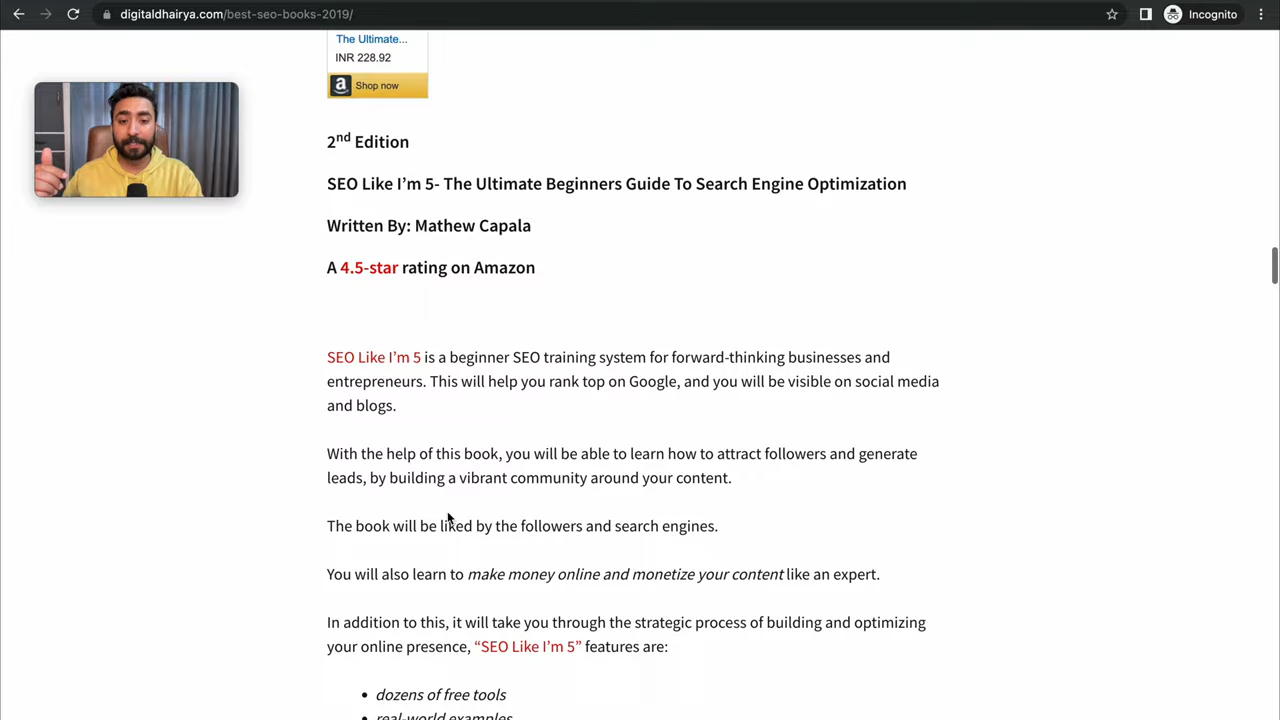 digitaldhairya.com/best-seo-books-2019/
Incognito
The Ultimate...
INR 228.92
a Shop now
2nd Edition
SEO Like I’m 5- The Ultimate Beginners Guide To Search Engine Optimization
Written By: Mathew Capala
A 4.5-star rating on Amazon
SEO Like I’m 5 is a beginner SEO training system for forward-thinking businesses and
entrepreneurs. This will help you rank top on Google, and you will be visible on social media
and blogs.
With the help of this book, you will be able to learn how to attract followers and generate
leads, by building a vibrant community around your content.
The book will be liked by the followers and search engines.
You will also learn to make money online and monetize your content like an expert.
In addition to this, it will take you through the strategic process of building and optimizing
your online presence, “SEO Like I’m 5” features are:
• dozens of free tools
• real-world examples